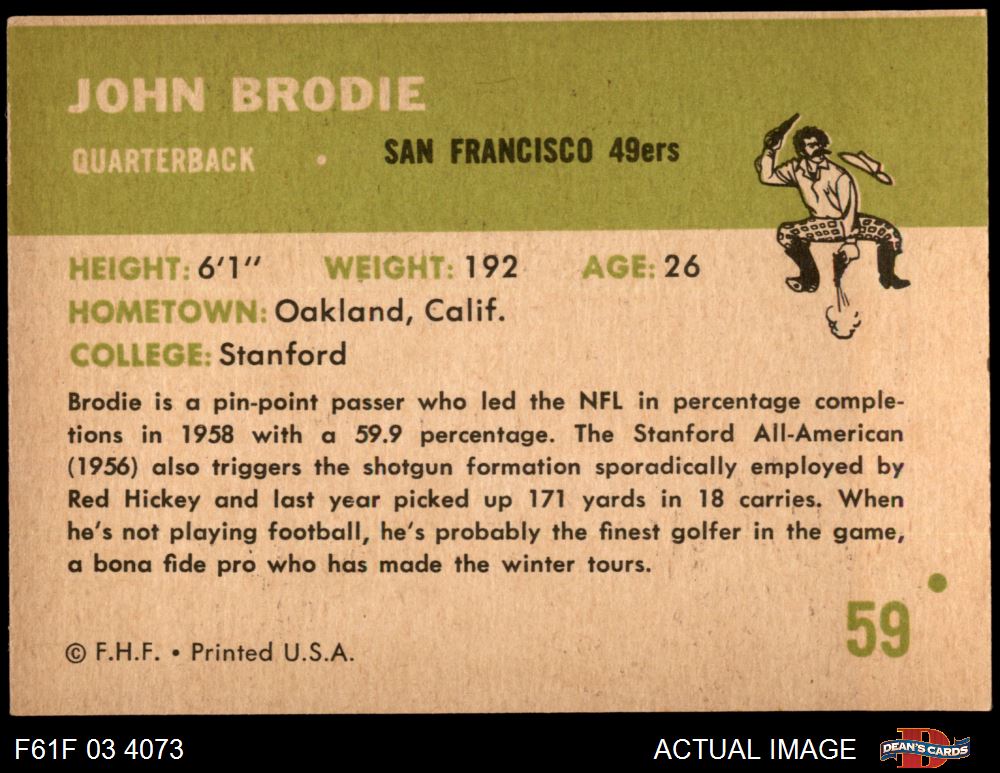 JOHN BRODIE
QUARTERBACK • SAN FRANCISCO 49ers
HEIGHT: 6'1" WEIGHT: 192 AGE: 26
HOMETOWN: Oakland, Calif.
COLLEGE: Stanford
Brodie is a pin-point passer who led the NFL in percentage comple-
tions in 1958 with a 59.9 percentage. The Stanford All-American
(1956) also triggers the shotgun formation sporadically employed by
Red Hickey and last year picked up 171 yards in 18 carries. When
he's not playing football, he's probably the finest golfer in the game,
a bona fide pro who has made the winter tours.
59
© F.H.F. • Printed U.S.A.
F61F 03 4073 ACTUAL IMAGE DEAN'S CARDS